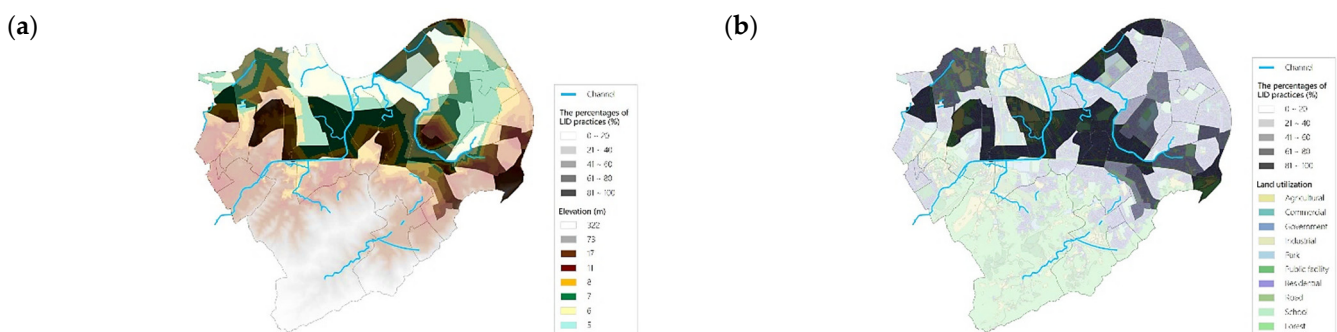 (a)
Channel
The percentages of
LID practices (%)
0 ~ 20
21 ~ 40
41 ~ 60
61 ~ 80
81 ~ 100
Elevation (m)
322
73
17
11
8
7
6
5
(b)
Channel
The percentages of
LID practices (%)
0 ~ 20
21 ~ 40
41 ~ 60
61 ~ 80
81 ~ 100
Land utilization
Agricultural
Commercial
Government
Industrial
Park
Public facility
Residential
Road
School
Forest